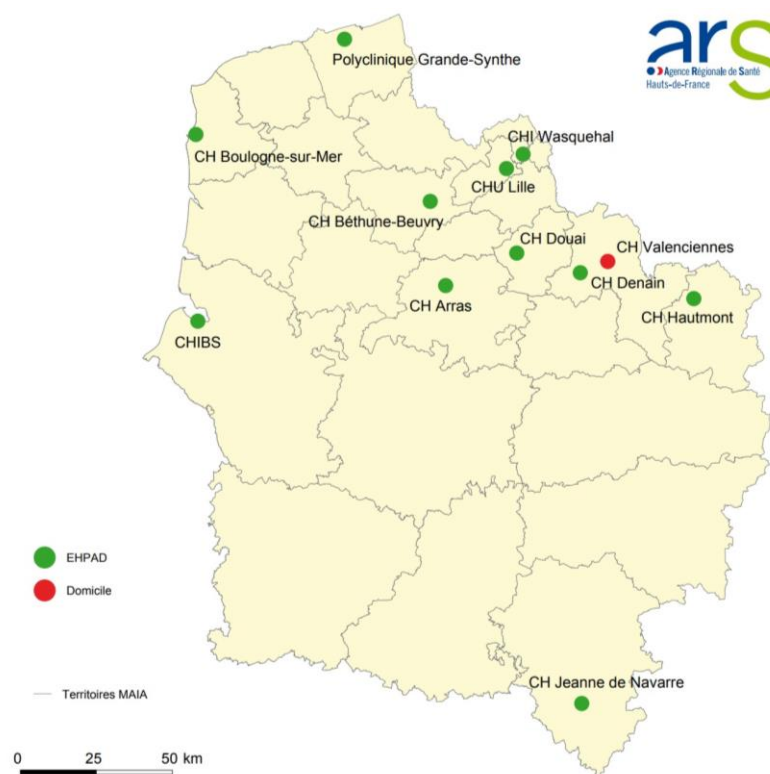 ars
Agence Régionale de Santé
Hauts-de-France
Polyclinique Grande-Synthe
CHI Wasquehal
CH Boulogne-sur-Mer
CHU Lille
CH Béthune-Beuvry
CH Douai
CH Valenciennes
CH Denain
CH Arras
CH Hautmont
CHIBS
EHPAD
Domicile
CH Jeanne de Navarre
Territoires MAIA
0 25 50 km